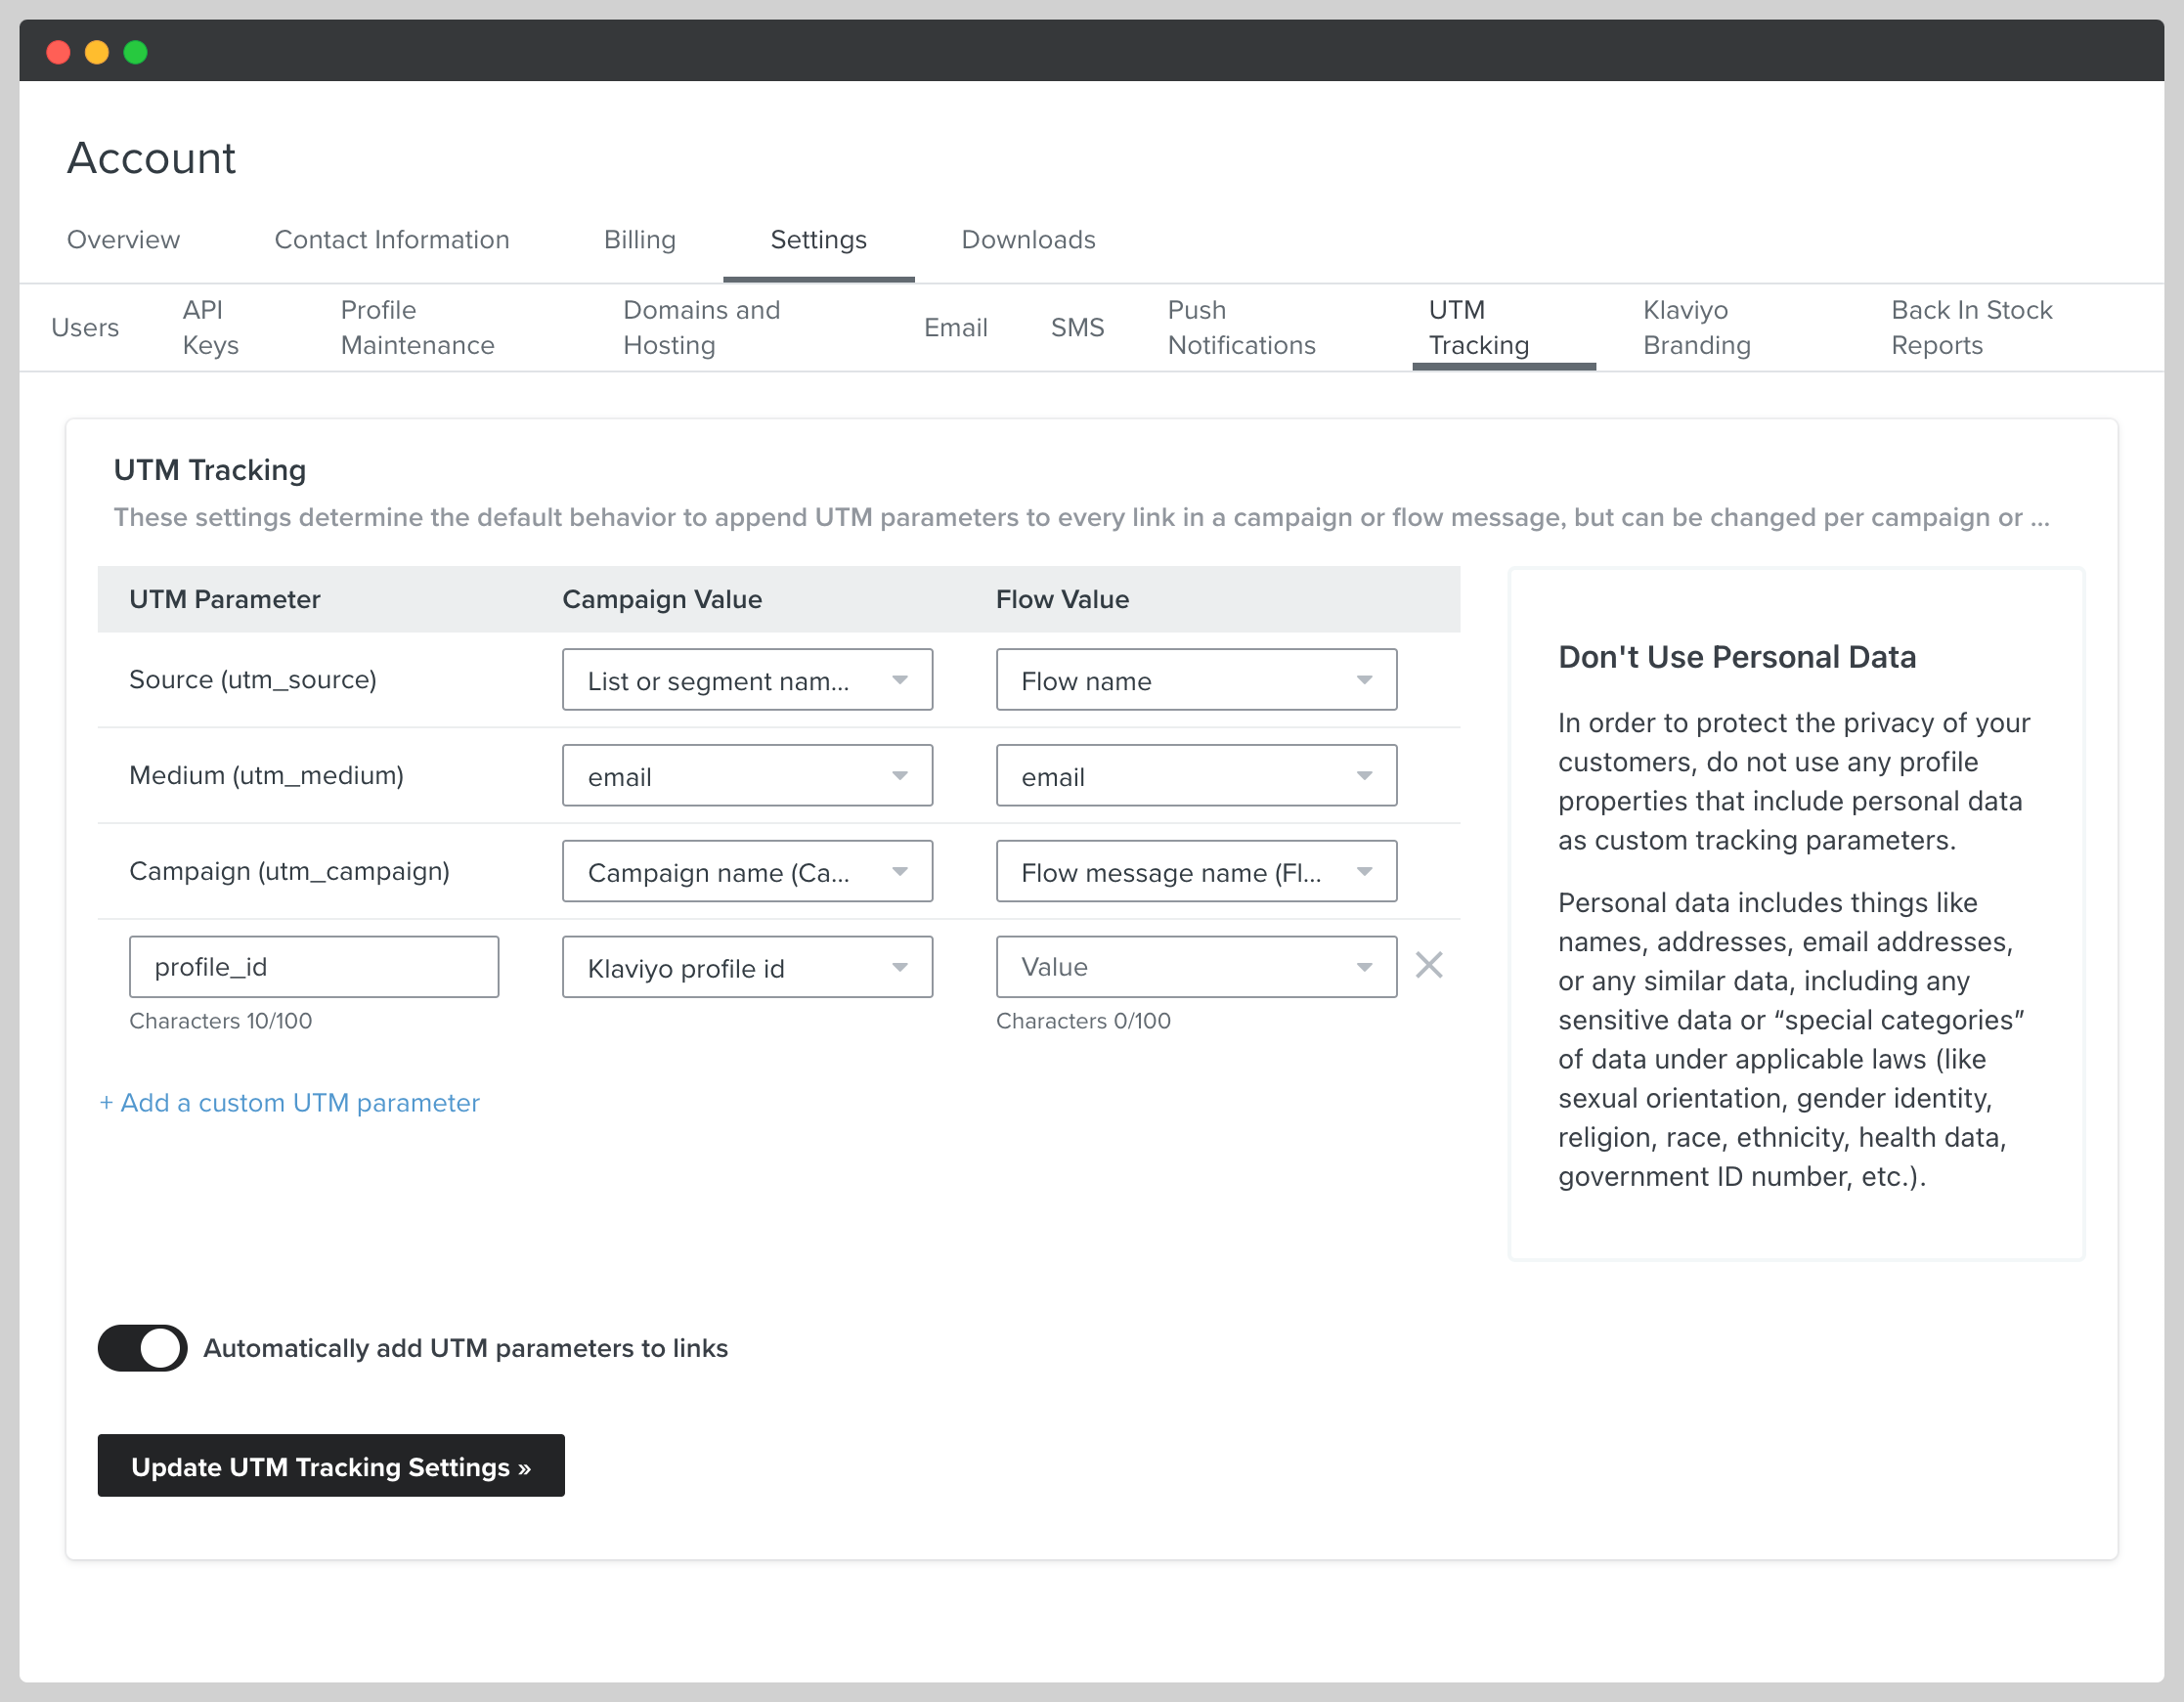 Account
Overview
Contact Information
Billing
Settings
Downloads
Users
API
Keys
Profile
Maintenance
Domains and
Hosting
Email
SMS
Push
Notifications
UTM
Tracking
Klaviyo
Branding
Back In Stock
Reports
UTM Tracking
These settings determine the default behavior to append UTM parameters to every link in a campaign or flow message, but can be changed per campaign or ...
UTM Parameter
Campaign Value
Flow Value
Source (utm_source)
List or segment nam...
Flow name
Medium (utm_medium)
email
email
Campaign (utm_campaign)
Campaign name (Ca...
Flow message name (Fl...
profile_id
Klaviyo profile id
Value
Characters 10/100
Characters 0/100
+ Add a custom UTM parameter
Don't Use Personal Data
In order to protect the privacy of your
customers, do not use any profile
properties that include personal data
as custom tracking parameters.
Personal data includes things like
names, addresses, email addresses,
or any similar data, including any
sensitive data or “special categories”
of data under applicable laws (like
sexual orientation, gender identity,
religion, race, ethnicity, health data,
government ID number, etc.).
Automatically add UTM parameters to links
Update UTM Tracking Settings »